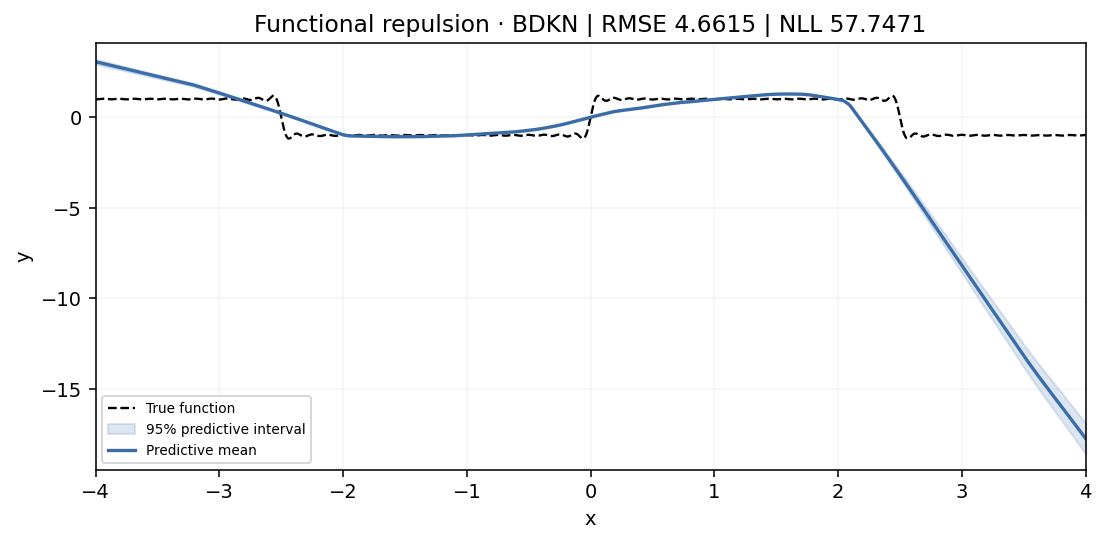 Functional repulsion · BDKN | RMSE 4.6615 | NLL 57.7471
y
0
−5
−10
−15
True function
95% predictive interval
Predictive mean
−4 −3 −2 −1 0 1 2 3 4
x